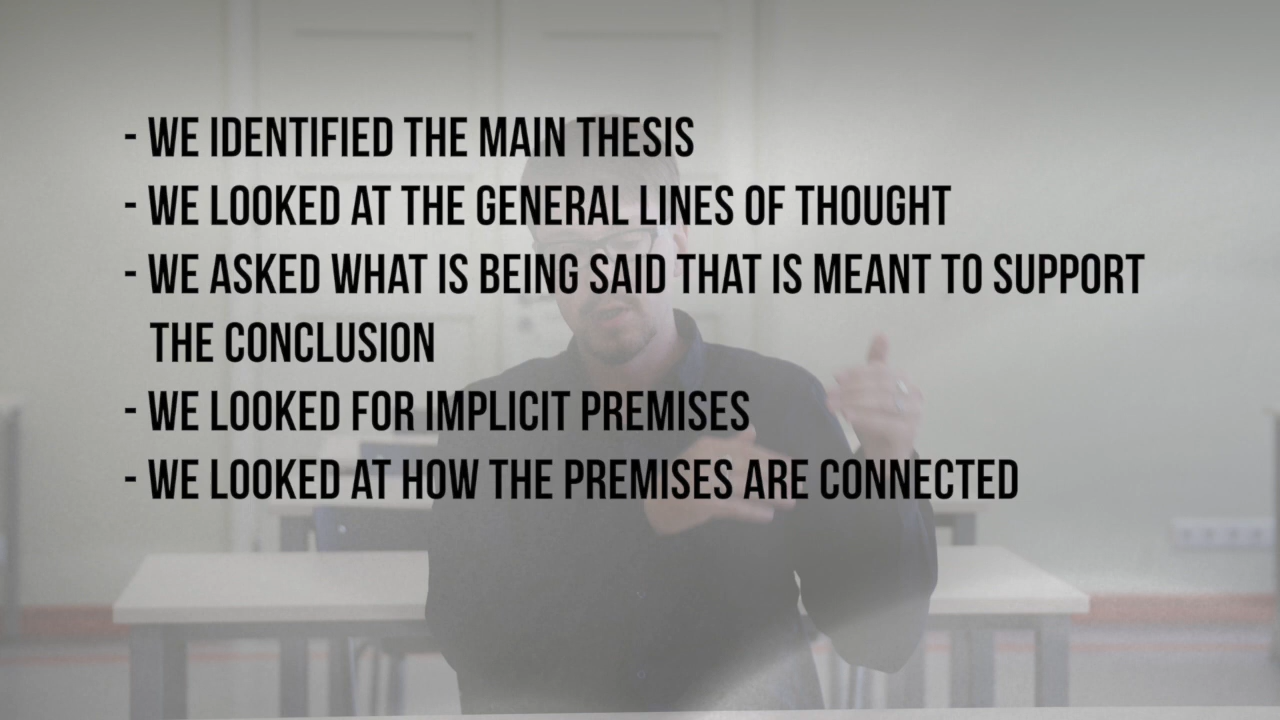 - WE IDENTIFIED THE MAIN THESIS
- WE LOOKED AT THE GENERAL LINES OF THOUGHT
- WE ASKED WHAT IS BEING SAID THAT IS MEANT TO SUPPORT
THE CONCLUSION
- WE LOOKED FOR IMPLICIT PREMISES
- WE LOOKED AT HOW THE PREMISES ARE CONNECTED